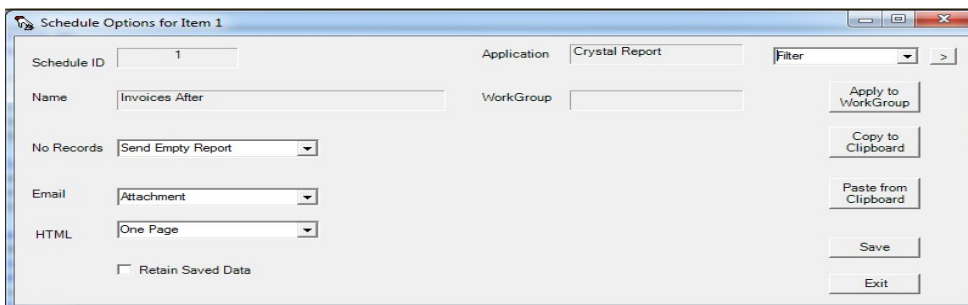 Schedule Options for Item 1
Schedule ID 1 Application Crystal Report Filter >
Name Invoices After WorkGroup Apply to
WorkGroup
No Records Send Empty Report Copy to
Clipboard
Email Attachment Paste from
Clipboard
HTML One Page
Save
Retain Saved Data
Exit